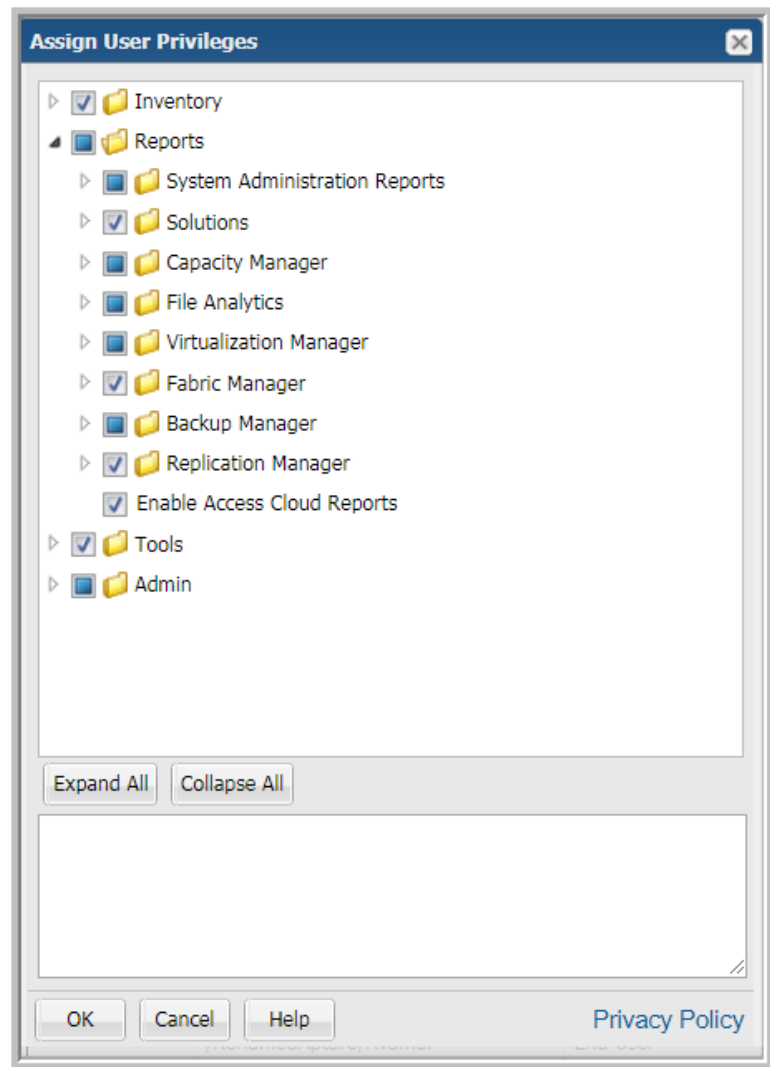 Assign User Privileges
Inventory
Reports
System Administration Reports
Solutions
Capacity Manager
File Analytics
Virtualization Manager
Fabric Manager
Backup Manager
Replication Manager
Enable Access Cloud Reports
Tools
Admin
Expand All Collapse All
OK Cancel Help Privacy Policy